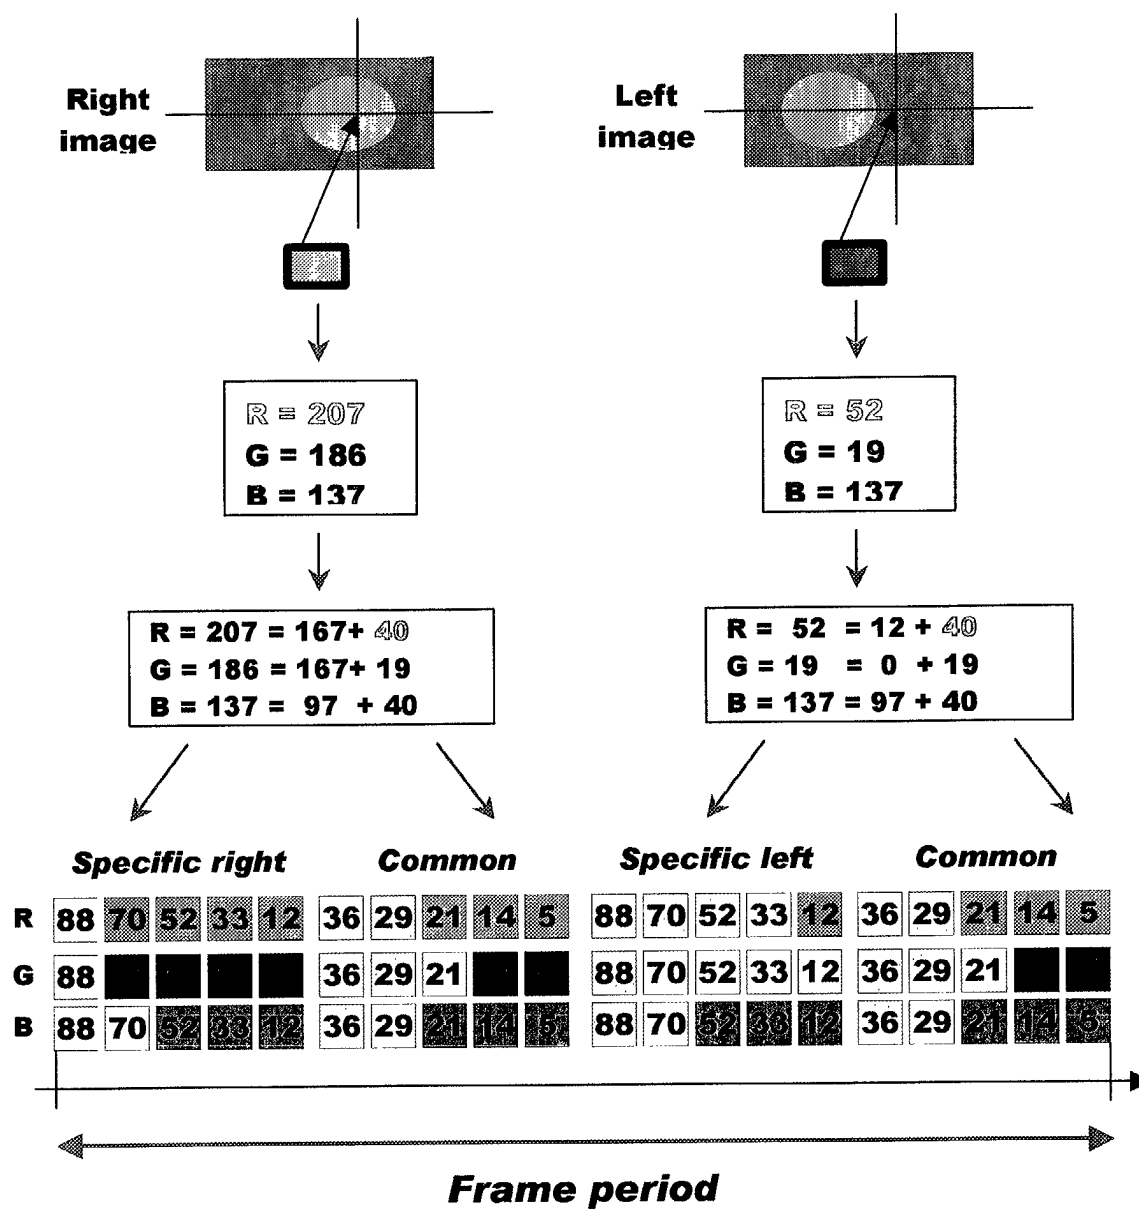 Right
image
Left
image
R = 207
G = 186
B = 137
R = 52
G = 19
B = 137
R = 207 = 167+ 40
G = 186 = 167+ 19
B = 137 = 97 + 40
R = 52 = 12 + 40
G = 19 = 0 + 19
B = 137 = 97 + 40
Specific right Common Specific left Common
R 88 70 52 33 12 36 29 21 14 5 88 70 52 33 12 36 29 21 14 5
G 88 36 29 21 88 70 52 33 12 36 29 21
B 88 70 52 33 12 36 29 21 14 5 88 70 52 33 12 36 29 21 14 5
Frame period